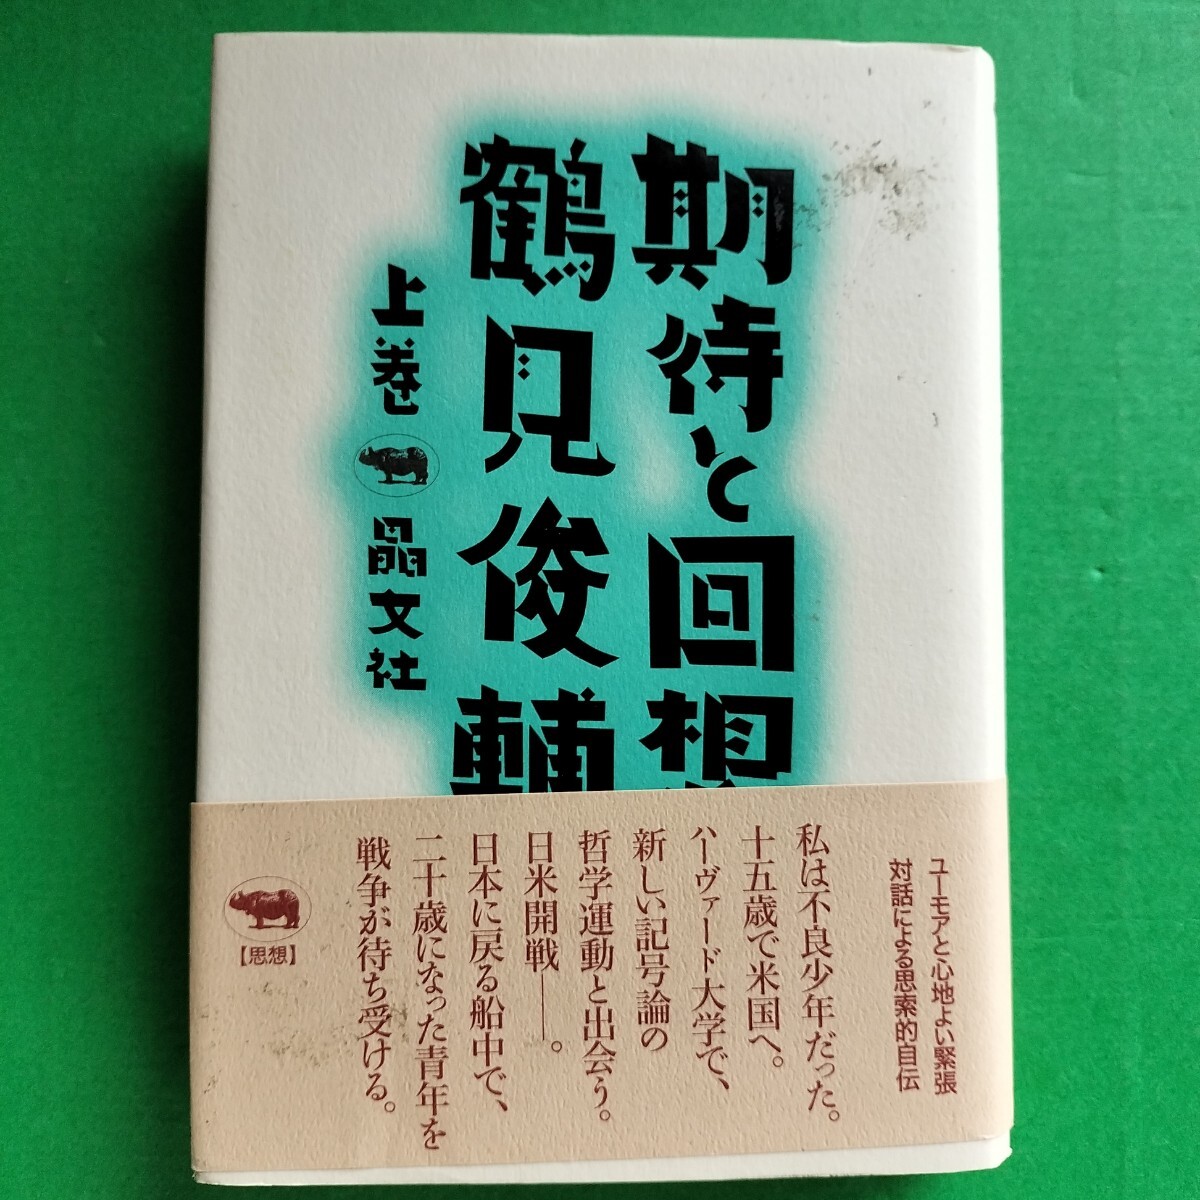 期待と回想
鶴見俊輔
上巻
晶文社
ユーモアと心地よい緊張
対話による思索的自伝
私は不良少年だった。
十五歳で米国へ。
ハーヴァード大学で、
新しい記号論の
哲学運動と出会う。
日米開戦――。
日本に戻る船中で、
二十歳になった青年を
戦争が待ち受ける。
【思想】